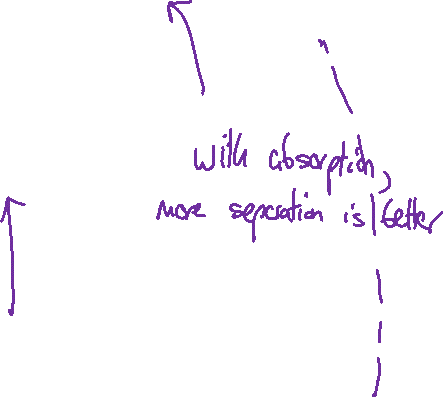 with absorption,
more separation is better